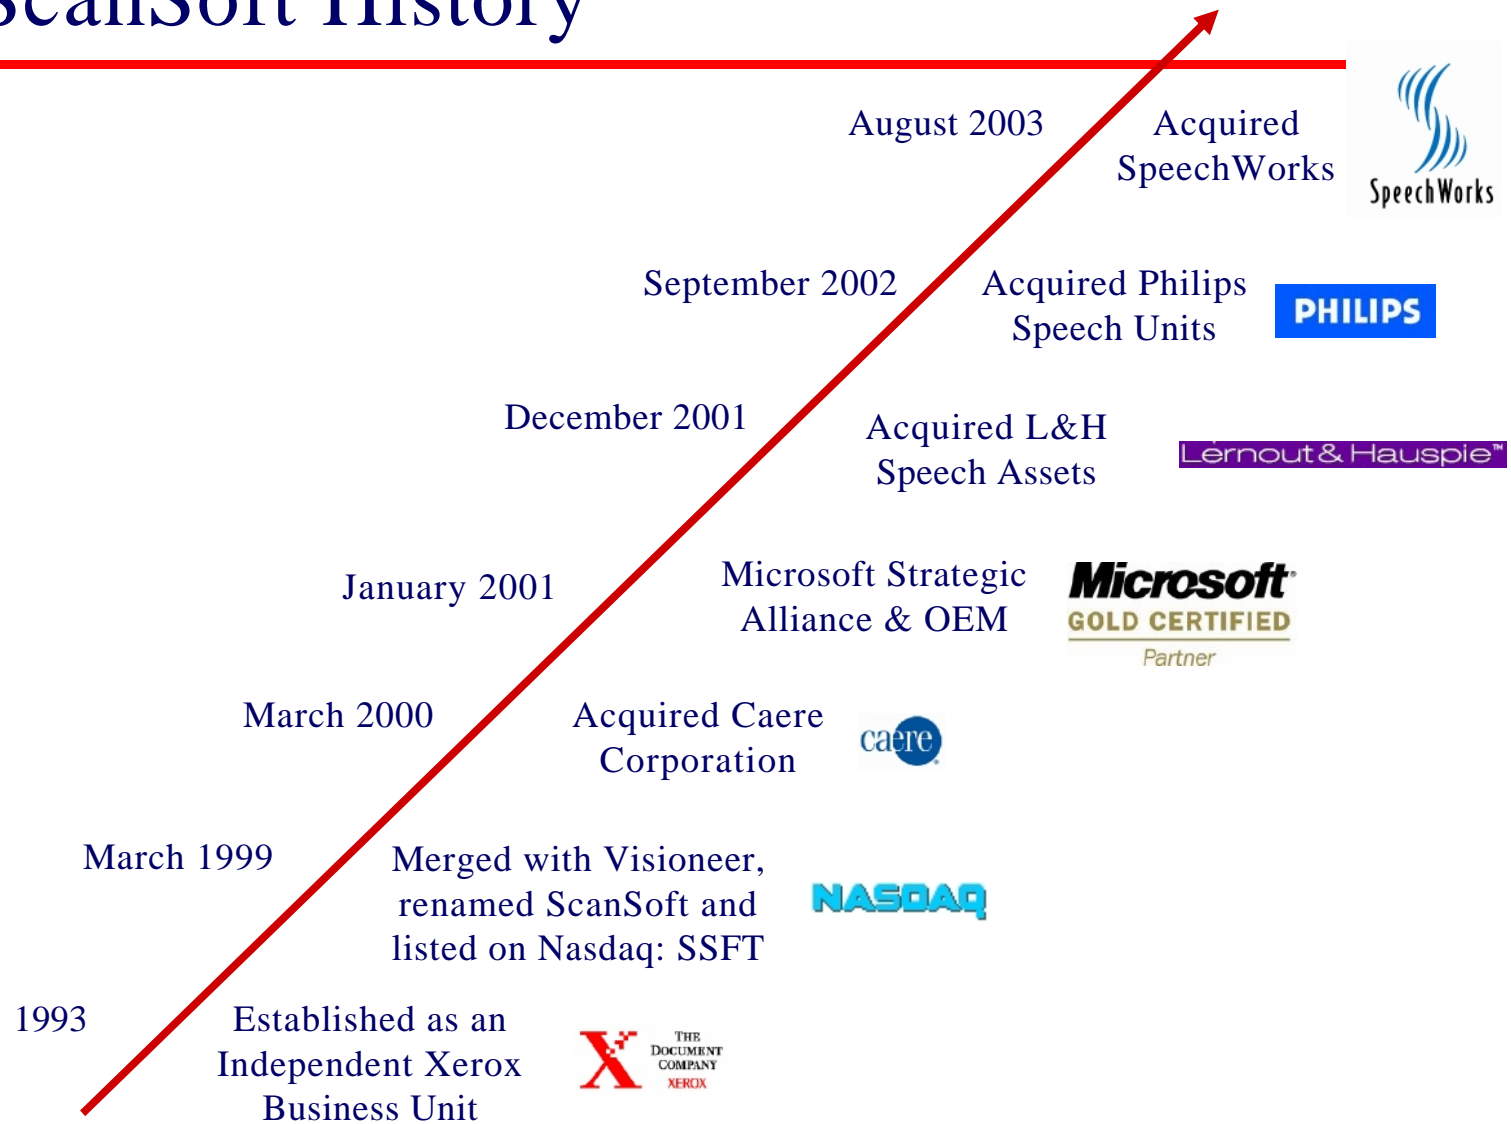 ScanSoft History
August 2003
Acquired
SpeechWorks
SpeechWorks
September 2002
Acquired Philips
Speech Units
PHILIPS
December 2001
Acquired L&H
Speech Assets
Lernout & Hauspie™
January 2001
Microsoft Strategic
Alliance & OEM
Microsoft®
GOLD CERTIFIED
Partner
March 2000
Acquired Caere
Corporation
caere®
March 1999
Merged with Visioneer,
renamed ScanSoft and
listed on Nasdaq: SSFT
NASDAQ
1993
Established as an
Independent Xerox
Business Unit
X
THE
DOCUMENT
COMPANY
XEROX